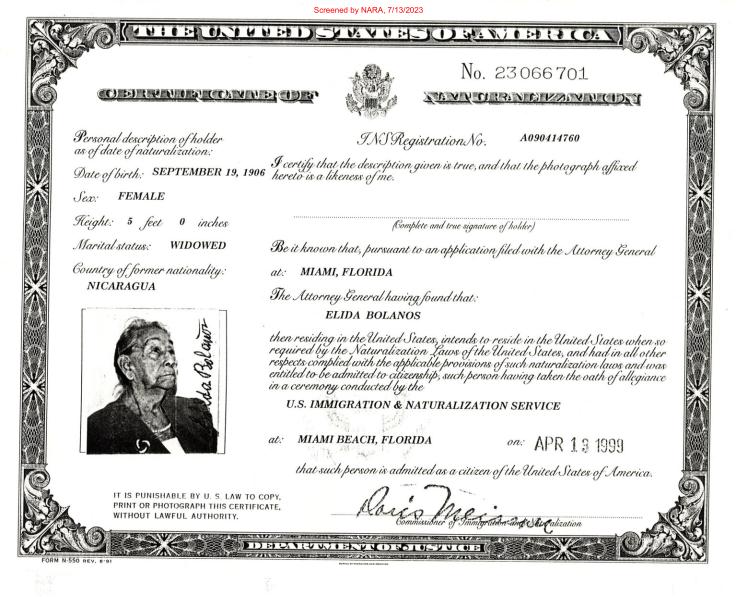 Screened by NARA, 7/13/2023
THE UNITED STATES OF AMERICA
No. 23066701
CERTIFICATE OF NATURALIZATION
Personal description of holder
as of date of naturalization:
Date of birth: SEPTEMBER 19, 1906
Sex: FEMALE
Height: 5 feet 0 inches
Marital status: WIDOWED
Country of former nationality:
NICARAGUA
INS Registration No. A090414760
I certify that the description given is true, and that the photograph affixed
hereto is a likeness of me.
(Complete and true signature of holder)
Be it known that, pursuant to an application filed with the Attorney General
at: MIAMI, FLORIDA
The Attorney General having found that:
ELIDA BOLANOS
then residing in the United States, intends to reside in the United States when so
required by the Naturalization Laws of the United States, and had in all other
respects complied with the applicable provisions of such naturalization laws and was
entitled to be admitted to citizenship, such person having taken the oath of allegiance
in a ceremony conducted by the
U.S. IMMIGRATION & NATURALIZATION SERVICE
at: MIAMI BEACH, FLORIDA on: APR 13 1999
that such person is admitted as a citizen of the United States of America.
Bolaños
IT IS PUNISHABLE BY U. S. LAW TO COPY,
PRINT OR PHOTOGRAPH THIS CERTIFICATE,
WITHOUT LAWFUL AUTHORITY.
Doris Meissner
Commissioner of Immigration and Naturalization
DEPARTMENT OF JUSTICE
FORM N-550 REV. 6-91